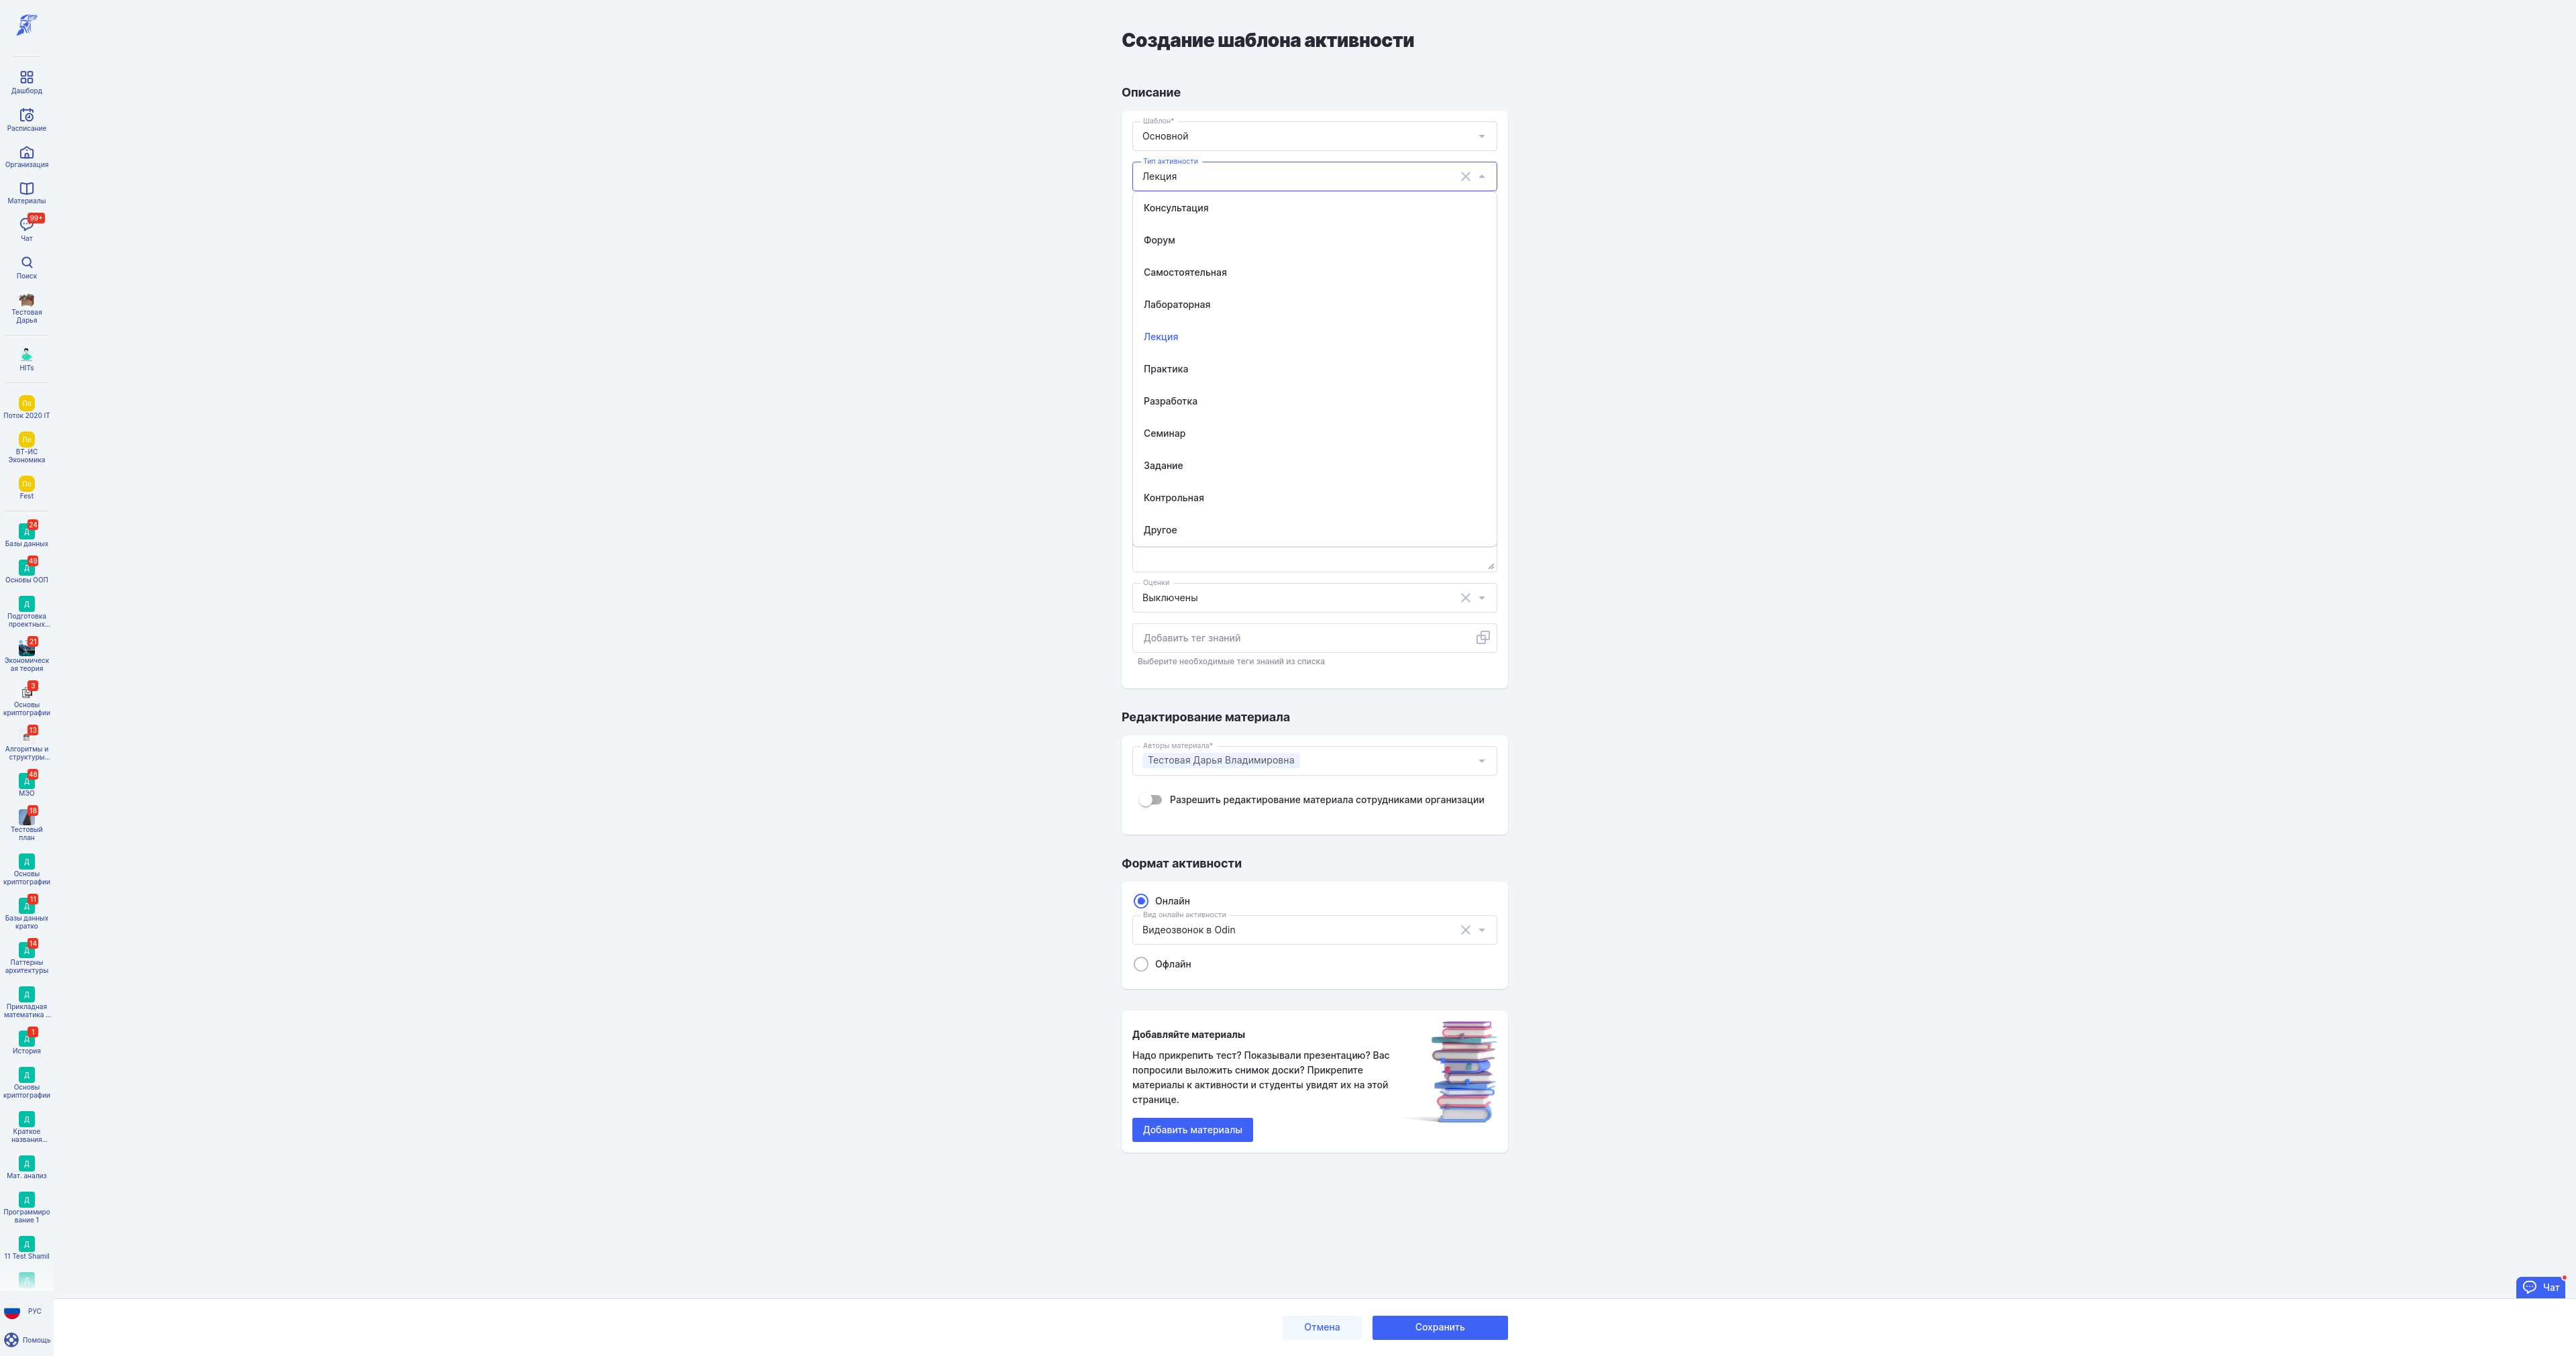 Дашборд
Расписание
Организация
Материалы
99+
Чат
Поиск
Тестовая
Дарья
HITs
По
Поток 2020 IT
По
ВТ-ИС
Экономика
По
Fest
24
Д
Базы данных
49
Д
Основы ООП
Д
Подготовка
проектных...
21
Экономическ
ая теория
3
Основы
криптографии
13
Алгоритмы и
структуры...
48
Д
МЭО
18
Тестовый
план
Д
Основы
криптографии
11
Д
Базы данных
кратко
14
Д
Паттерны
архитектуры
Д
Прикладная
математика ...
1
Д
История
Д
Основы
криптографии
Д
Краткое
названия...
Д
Мат. анализ
Д
Программиро
вание 1
Д
11 Test Shamil
Д
РУС
Помощь
Создание шаблона активности
Описание
Шаблон*
Основной
Тип активности
Лекция
Консультация
Форум
Самостоятельная
Лабораторная
Лекция
Практика
Разработка
Семинар
Задание
Контрольная
Другое
Оценки
Выключены
Добавить тег знаний
Выберите необходимые теги знаний из списка
Редактирование материала
Авторы материала*
Тестовая Дарья Владимировна
Разрешить редактирование материала сотрудниками организации
Формат активности
Онлайн
Вид онлайн активности
Видеозвонок в Odin
Офлайн
Добавляйте материалы
Надо прикрепить тест? Показывали презентацию? Вас
попросили выложить снимок доски? Прикрепите
материалы к активности и студенты увидят их на этой
странице.
Добавить материалы
Чат
Отмена
Сохранить